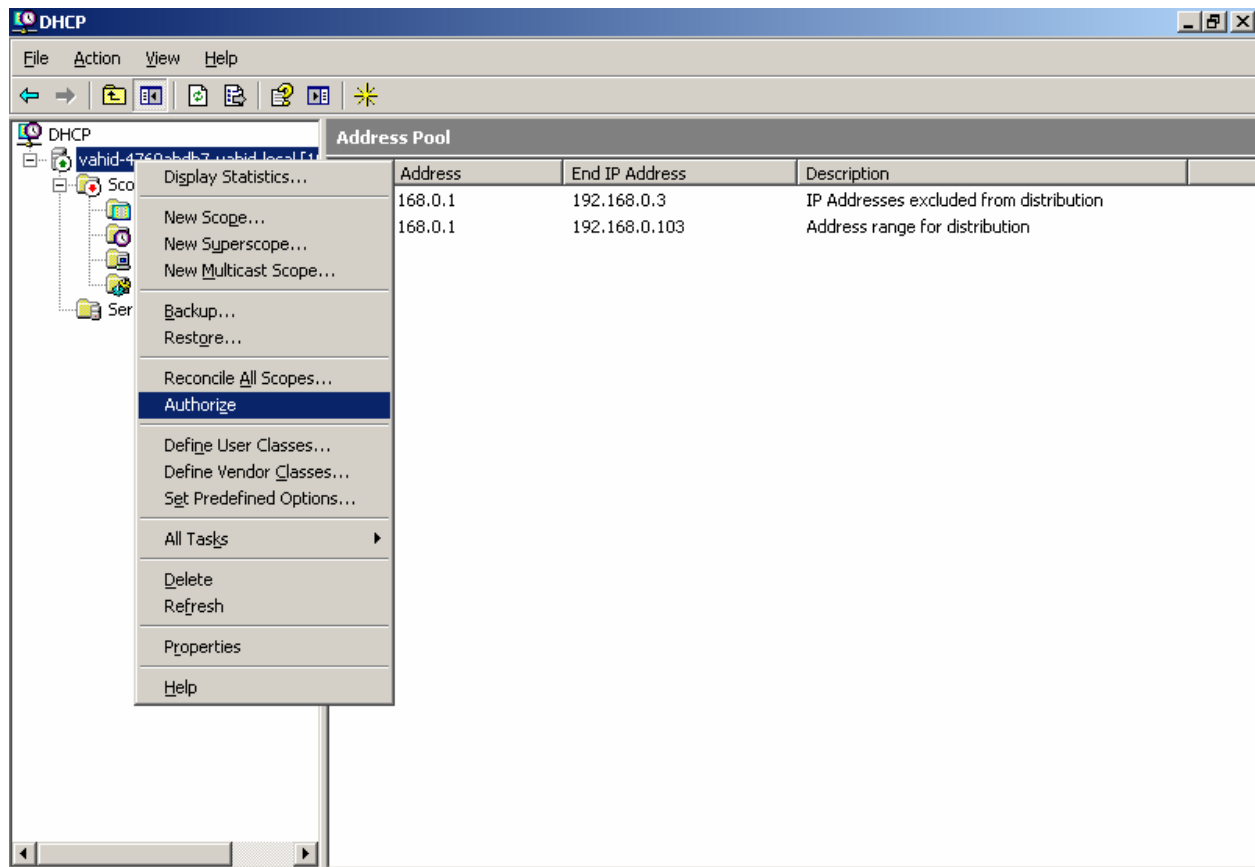 DHCP
File Action View Help
DHCP
Address Pool
Address End IP Address Description
168.0.1 192.168.0.3 IP Addresses excluded from distribution
168.0.1 192.168.0.103 Address range for distribution
Sco
Ser
Display Statistics...
New Scope...
New Superscope...
New Multicast Scope...
Backup...
Restore...
Reconcile All Scopes...
Authorize
Define User Classes...
Define Vendor Classes...
Set Predefined Options...
All Tasks
Delete
Refresh
Properties
Help